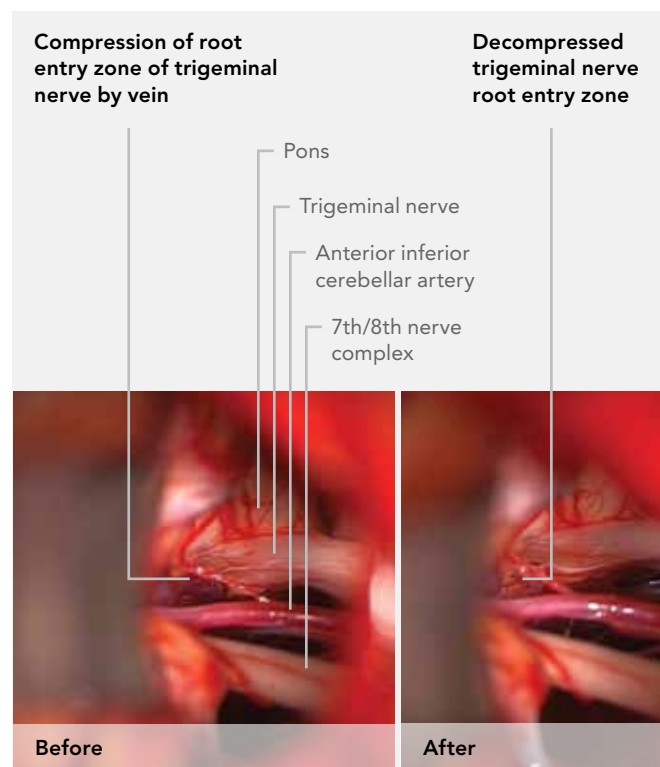 Compression of root
entry zone of trigeminal
nerve by vein
Decompressed
trigeminal nerve
root entry zone
Pons
Trigeminal nerve
Anterior inferior
cerebellar artery
7th/8th nerve
complex
Before
After